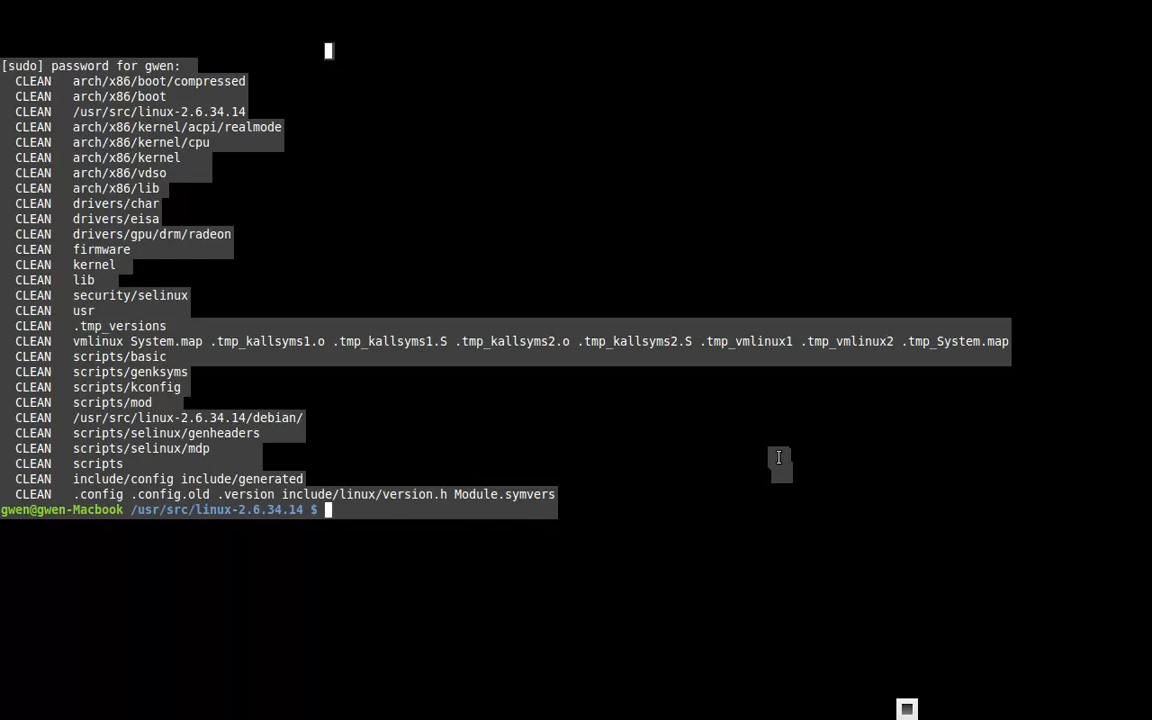 [sudo] password for gwen:
  CLEAN   arch/x86/boot/compressed
  CLEAN   arch/x86/boot
  CLEAN   /usr/src/linux-2.6.34.14
  CLEAN   arch/x86/kernel/acpi/realmode
  CLEAN   arch/x86/kernel/cpu
  CLEAN   arch/x86/kernel
  CLEAN   arch/x86/vdso
  CLEAN   arch/x86/lib
  CLEAN   drivers/char
  CLEAN   drivers/eisa
  CLEAN   drivers/gpu/drm/radeon
  CLEAN   firmware
  CLEAN   kernel
  CLEAN   lib
  CLEAN   security/selinux
  CLEAN   usr
  CLEAN   .tmp_versions
  CLEAN   vmlinux System.map .tmp_kallsyms1.o .tmp_kallsyms1.S .tmp_kallsyms2.o .tmp_kallsyms2.S .tmp_vmlinux1 .tmp_vmlinux2 .tmp_System.map
  CLEAN   scripts/basic
  CLEAN   scripts/genksyms
  CLEAN   scripts/kconfig
  CLEAN   scripts/mod
  CLEAN   /usr/src/linux-2.6.34.14/debian/
  CLEAN   scripts/selinux/genheaders
  CLEAN   scripts/selinux/mdp
  CLEAN   scripts
  CLEAN   include/config include/generated
  CLEAN   .config .config.old .version include/linux/version.h Module.symvers
gwen@gwen-Macbook /usr/src/linux-2.6.34.14 $